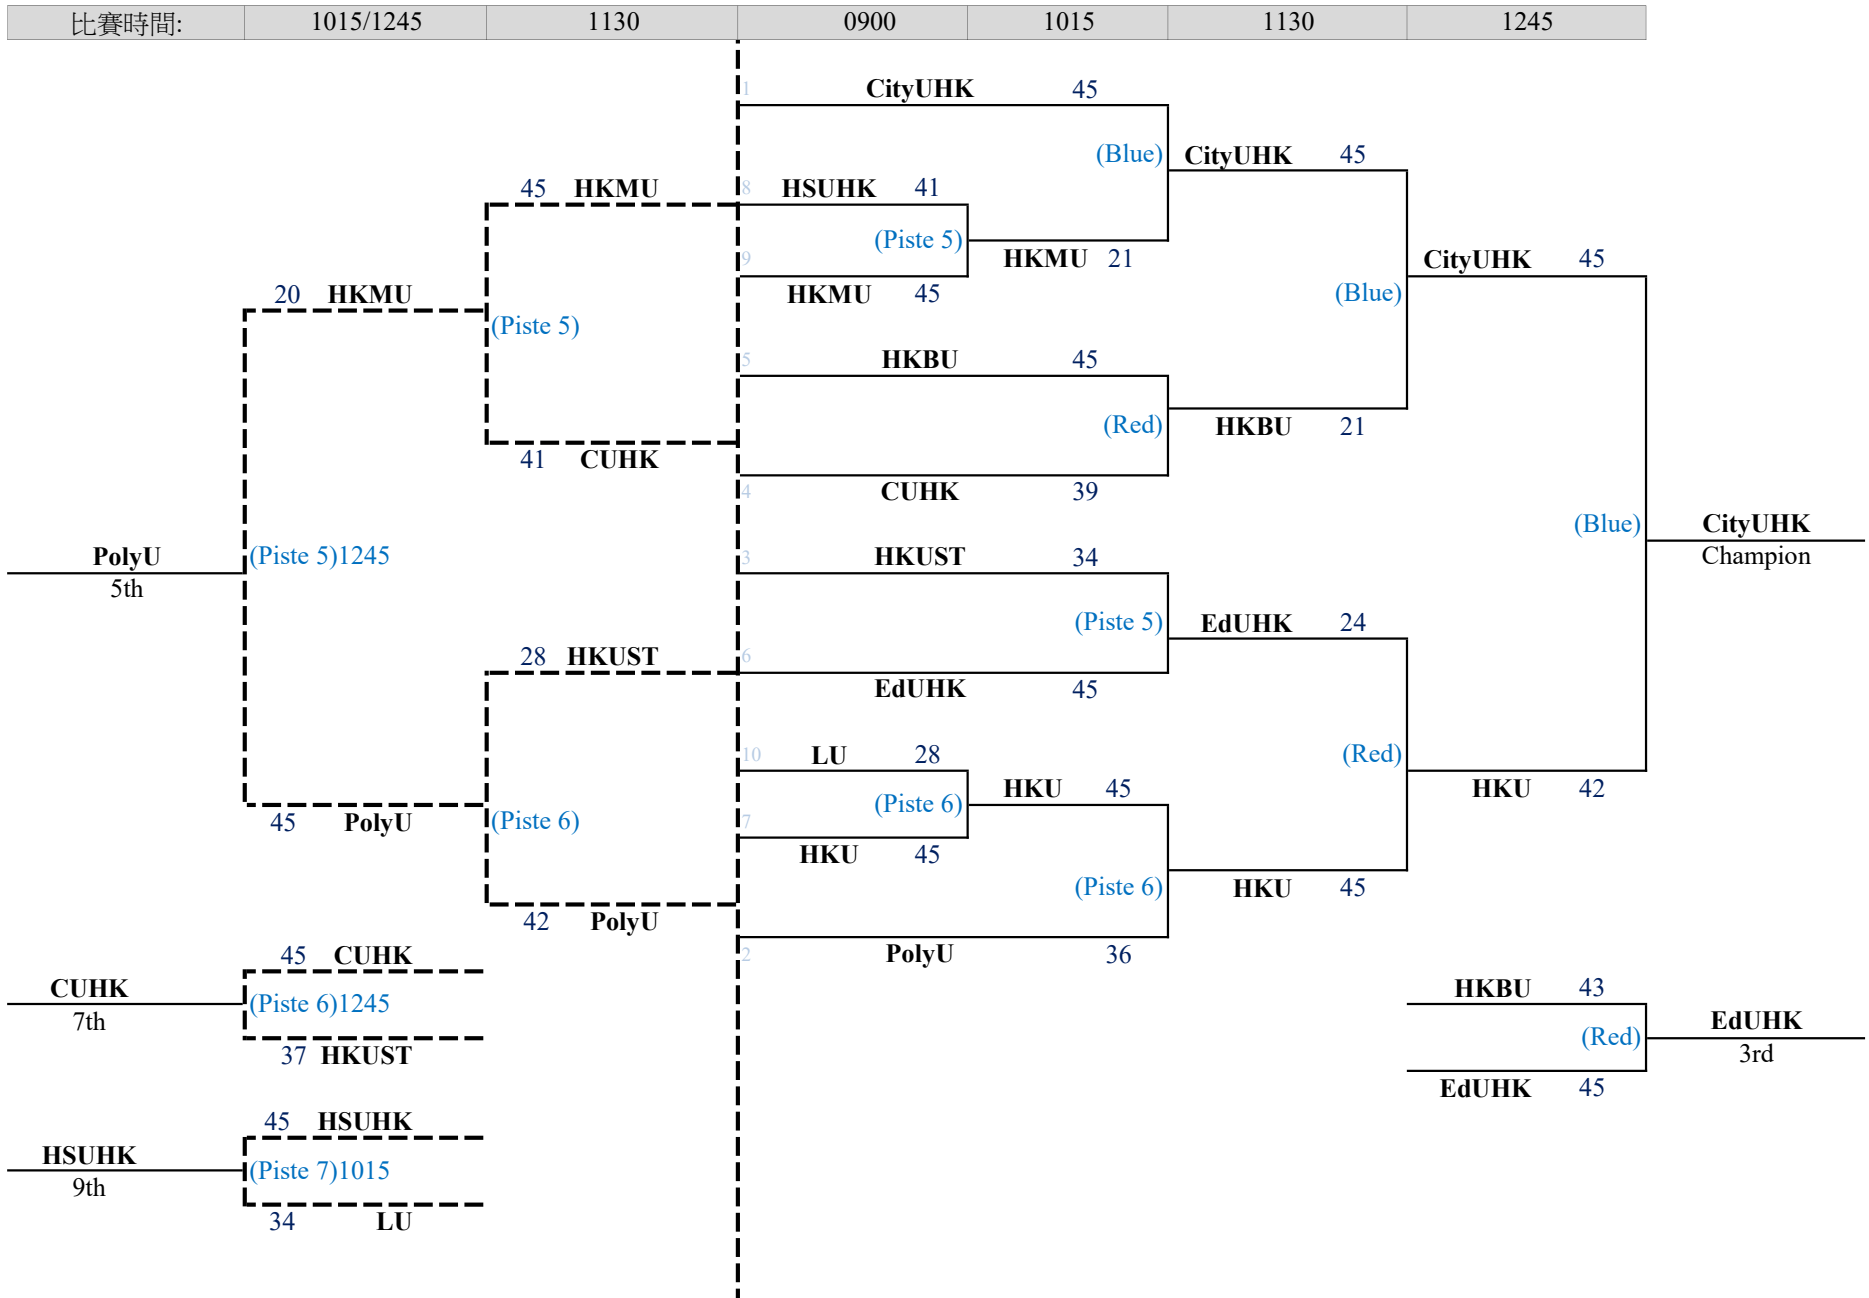 比賽時間: 1015/1245 1130 0900 1015 1130 1245
1 CityUHK 45
(Blue) CityUHK 45
45 HKMU 8 HSUHK 41
(Piste 5)
9 HKMU 21 CityUHK 45
20 HKMU HKMU 45 (Blue)
(Piste 5)
5 HKBU 45
(Red) HKBU 21
41 CUHK
4 CUHK 39
(Blue) CityUHK
PolyU (Piste 5)1245 3 HKUST 34 Champion
5th
(Piste 5) EdUHK 24
28 HKUST 6
EdUHK 45
10 LU 28 (Red)
HKU 45 HKU 42
(Piste 6)
45 PolyU (Piste 6) 7
HKU 45
(Piste 6) HKU 45
42 PolyU
2 PolyU 36
45 CUHK
CUHK (Piste 6)1245 HKBU 43
7th EdUHK
(Red)
37 HKUST 3rd
EdUHK 45
45 HSUHK
HSUHK (Piste 7)1015
9th
34 LU